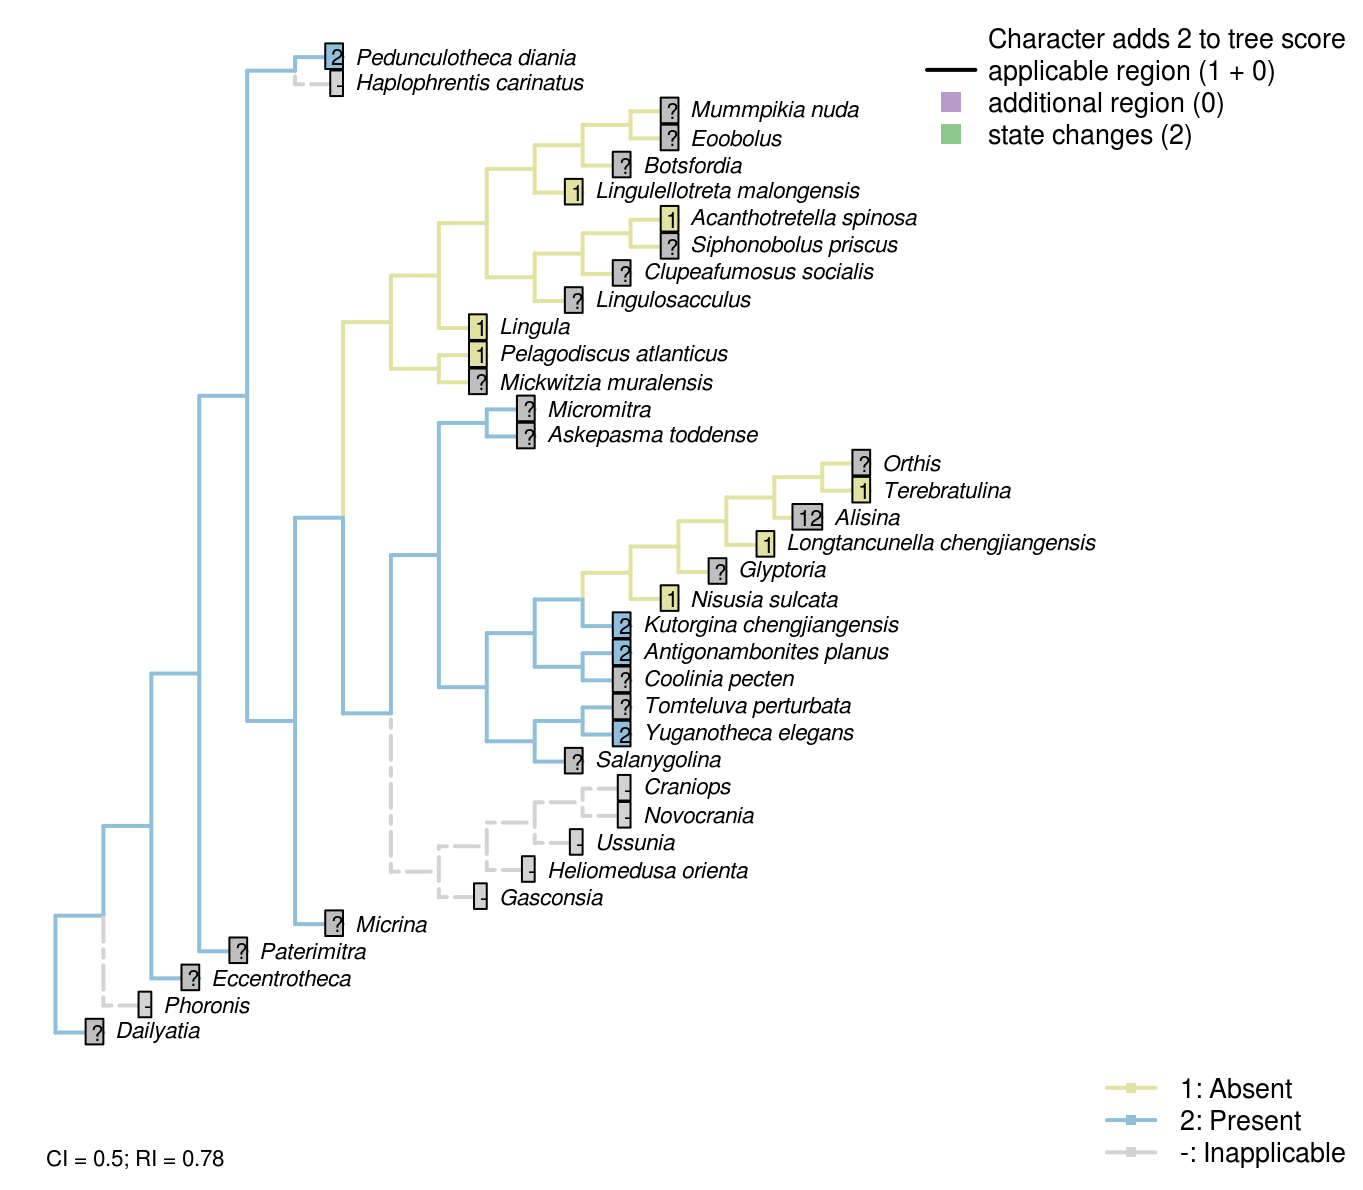 Character adds 2 to tree score
applicable region (1 + 0)
additional region (0)
state changes (2)
2 Pedunculotheca diania
- Haplophrentis carinatus
? Mummpikia nuda
? Eoobolus
? Botsfordia
1 Lingulellotreta malongensis
1 Acanthotretella spinosa
? Siphonobolus priscus
? Clupeafumosus socialis
? Lingulosacculus
1 Lingula
1 Pelagodiscus atlanticus
? Mickwitzia muralensis
? Micromitra
? Askepasma toddense
? Orthis
1 Terebratulina
12 Alisina
1 Longtancunella chengjiangensis
? Glyptoria
1 Nisusia sulcata
2 Kutorgina chengjiangensis
2 Antigonambonites planus
? Coolinia pecten
? Tomteluva perturbata
2 Yuganotheca elegans
? Salanygolina
- Craniops
- Novocrania
- Ussunia
- Heliomedusa orienta
- Gasconsia
? Micrina
? Paterimitra
? Eccentrotheca
- Phoronis
? Dailyatia
1: Absent
2: Present
-: Inapplicable
CI = 0.5; RI = 0.78